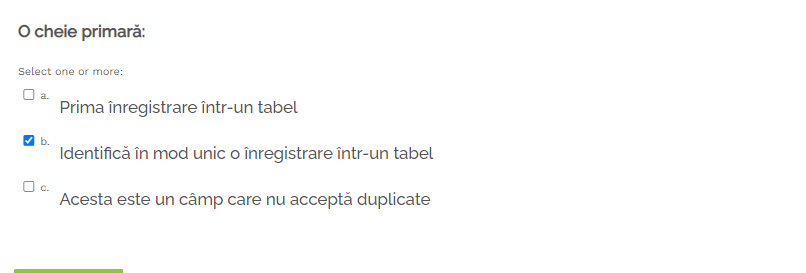 O cheie primară:
Select one or more:
a.
Prima înregistrare într-un tabel
b.
Identifică în mod unic o înregistrare într-un tabel
c.
Acesta este un câmp care nu acceptă duplicate